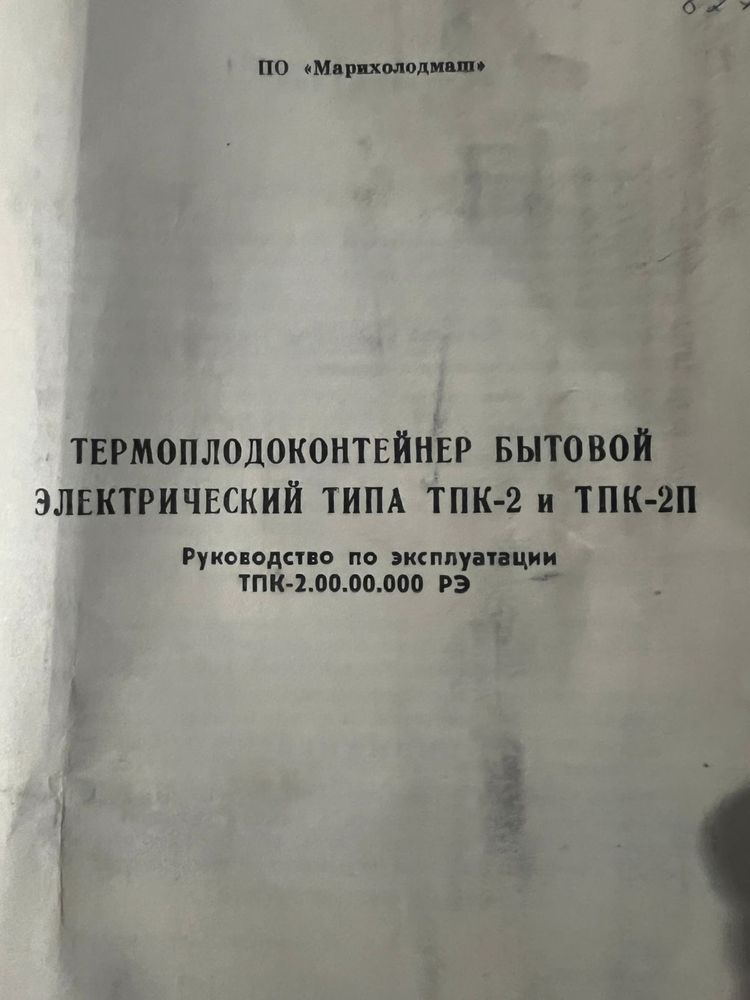 ПО «Марихолодмаш»
ТЕРМОПЛОДОКОНТЕЙНЕР БЫТОВОЙ
ЭЛЕКТРИЧЕСКИЙ ТИПА ТПК-2 и ТПК-2П
Руководство по эксплуатации
ТПК-2.00.00.000 РЭ